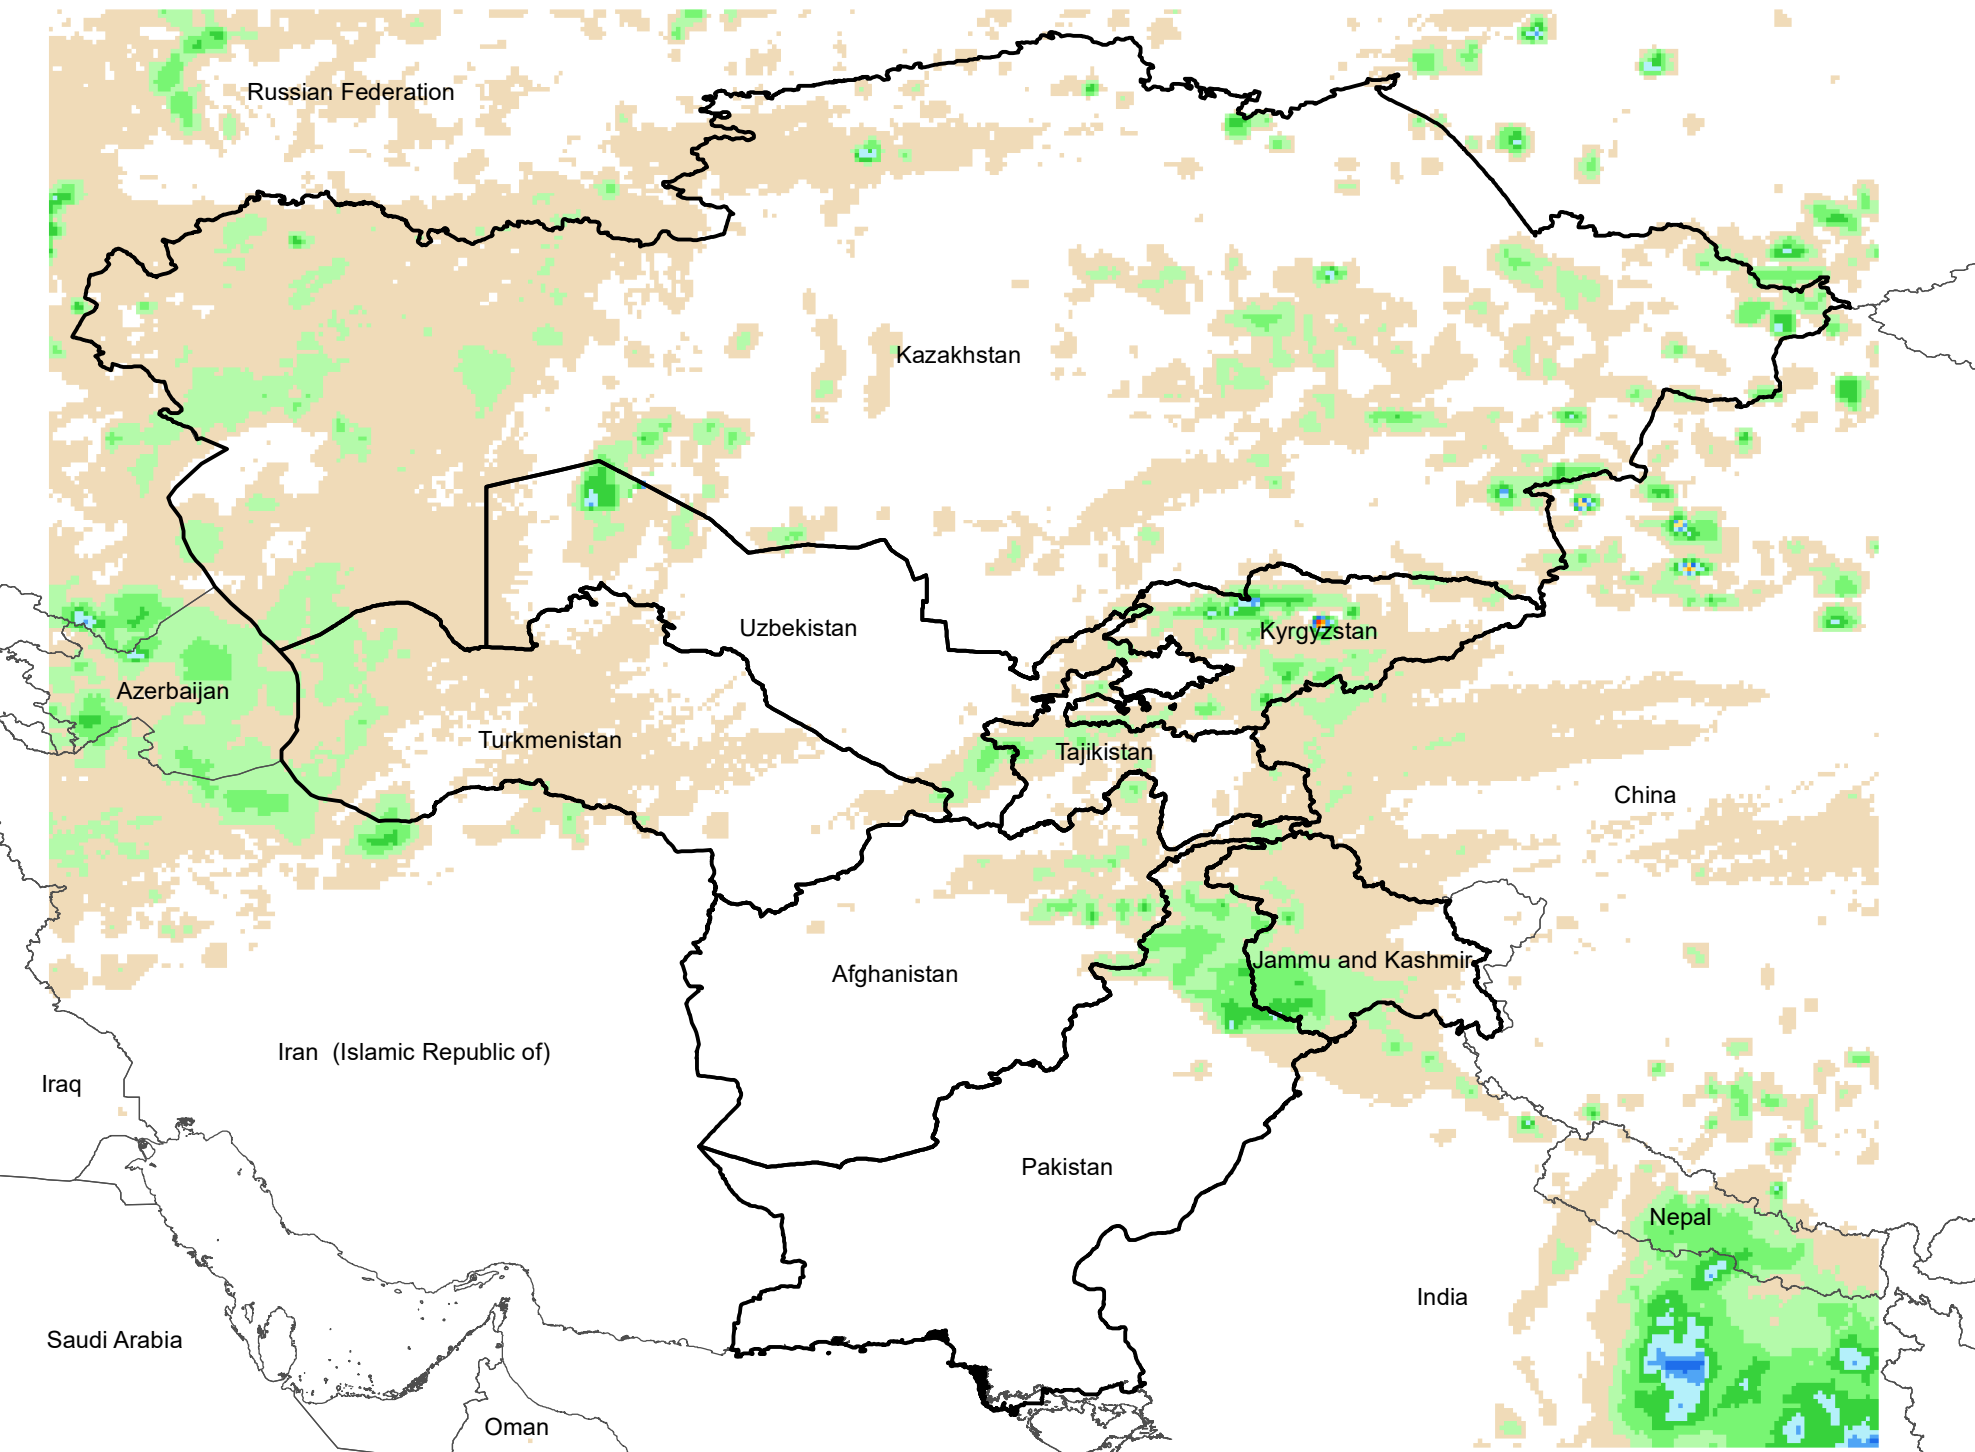 Russian Federation
Kazakhstan
Uzbekistan
Kyrgyzstan
Azerbaijan
Turkmenistan
Tajikistan
China
Jammu and Kashmir
Afghanistan
Iran  (Islamic Republic of)
Iraq
Pakistan
Nepal
India
Saudi Arabia
Oman